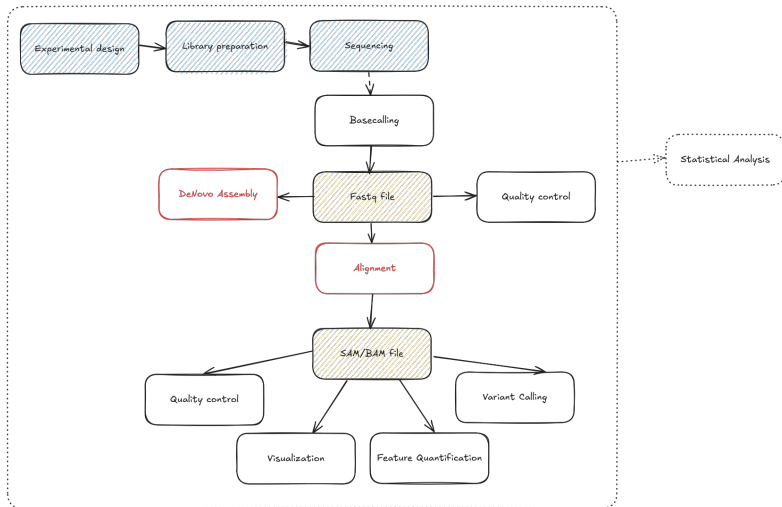 Experimental design
Library preparation
Sequencing
Basecalling
Statistical Analysis
DeNovo Assembly
Fastq file
Quality control
Alignment
SAM/BAM file
Quality control
Variant Calling
Visualization
Feature Quantification